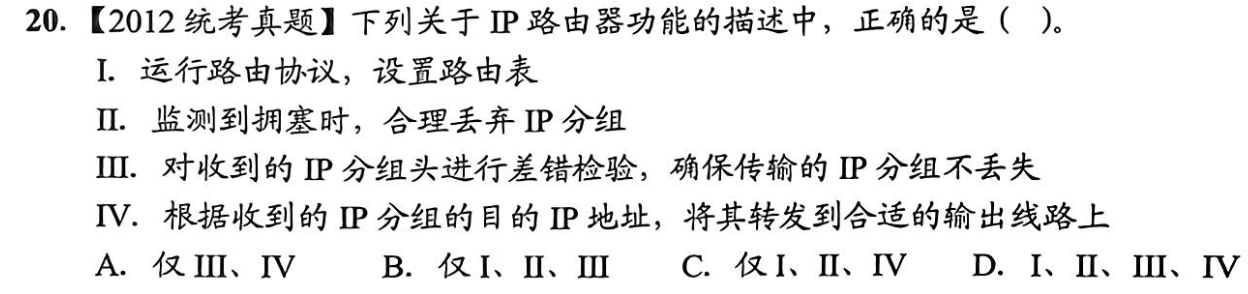 20.【2012 统考真题】下列关于 IP 路由器功能的描述中，正确的是（ ）。
I. 运行路由协议，设置路由表
II. 监测到拥塞时，合理丢弃 IP 分组
III. 对收到的 IP 分组头进行差错检验，确保传输的 IP 分组不丢失
IV. 根据收到的 IP 分组的目的 IP 地址，将其转发到合适的输出线路上
A. 仅 III、IV B. 仅 I、II、III C. 仅 I、II、IV D. I、II、III、IV